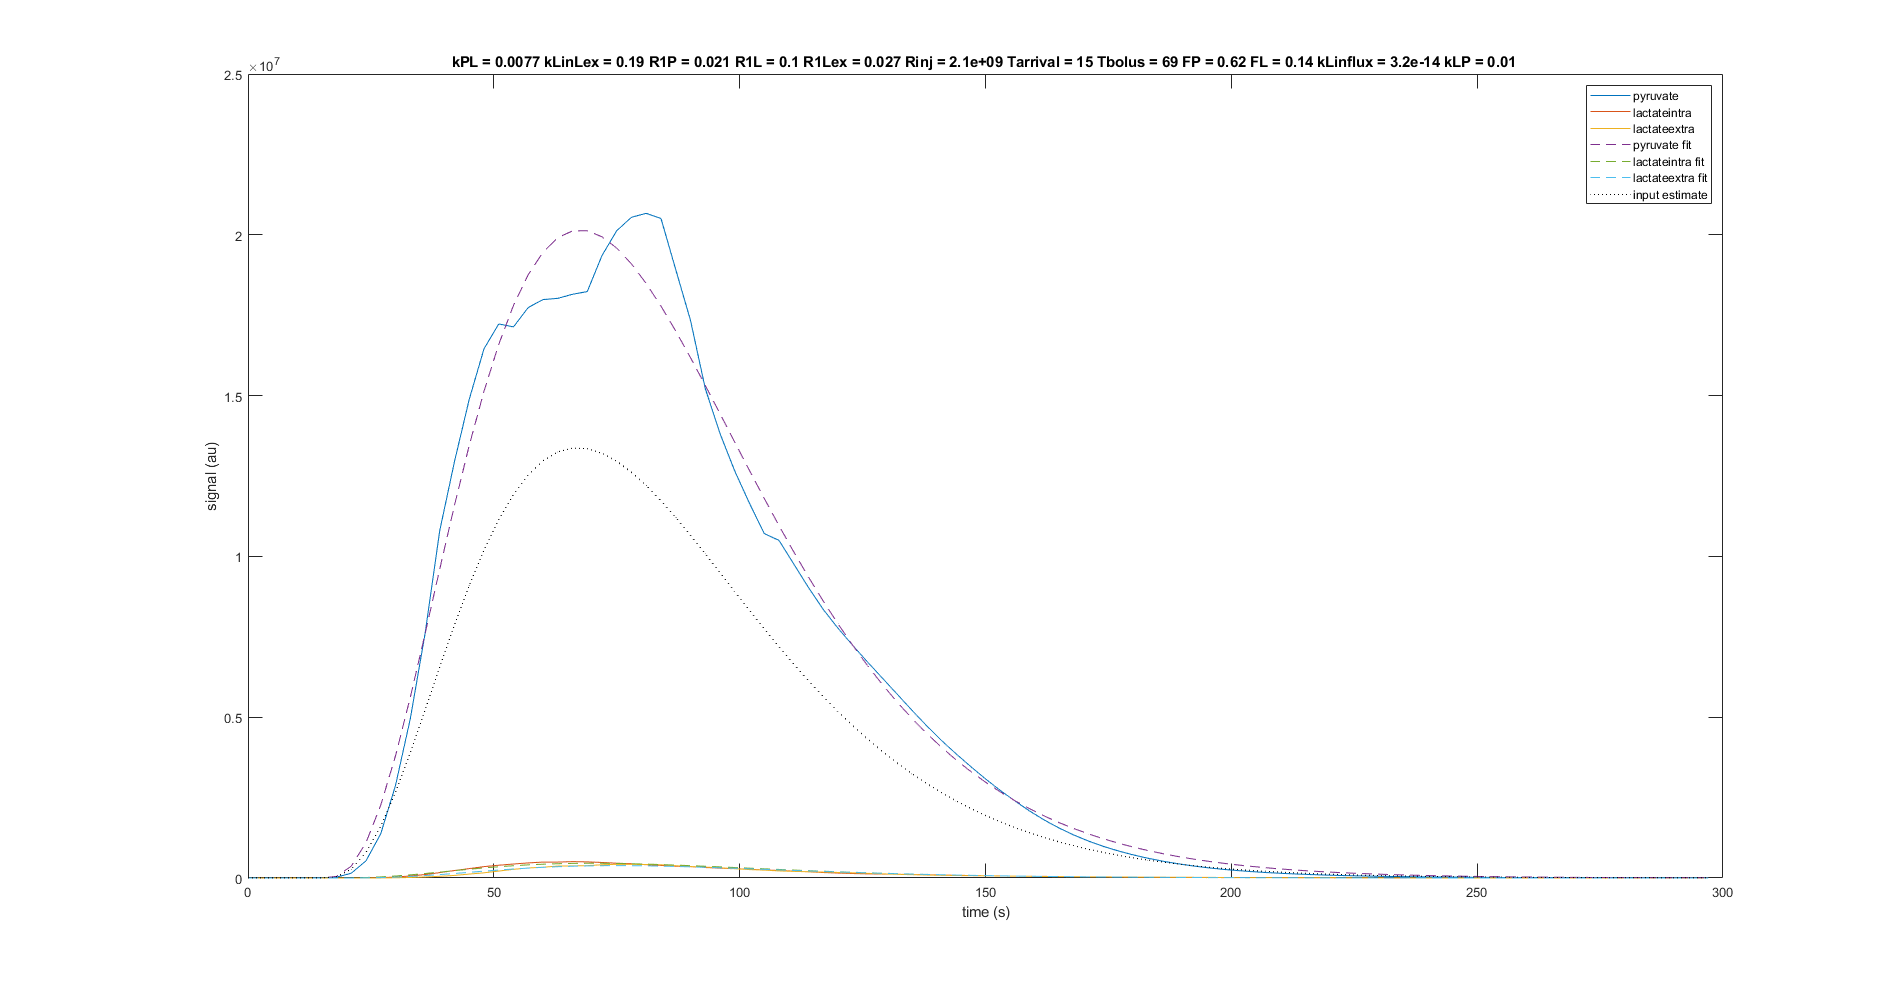 kPL = 0.0077 kLinLex = 0.19 R1P = 0.021 R1L = 0.1 R1Lex = 0.027 Rinj = 2.1e+09 Tarrival = 15 Tbolus = 69 FP = 0.62 FL = 0.14 kLinflux = 3.2e-14 kLP = 0.01
×10^7
2.5
2
1.5
1
0.5
0
signal (au)
pyruvate
lactateintra
lactateextra
pyruvate fit
lactateintra fit
lactateextra fit
input estimate
0 50 100 150 200 250 300
time (s)